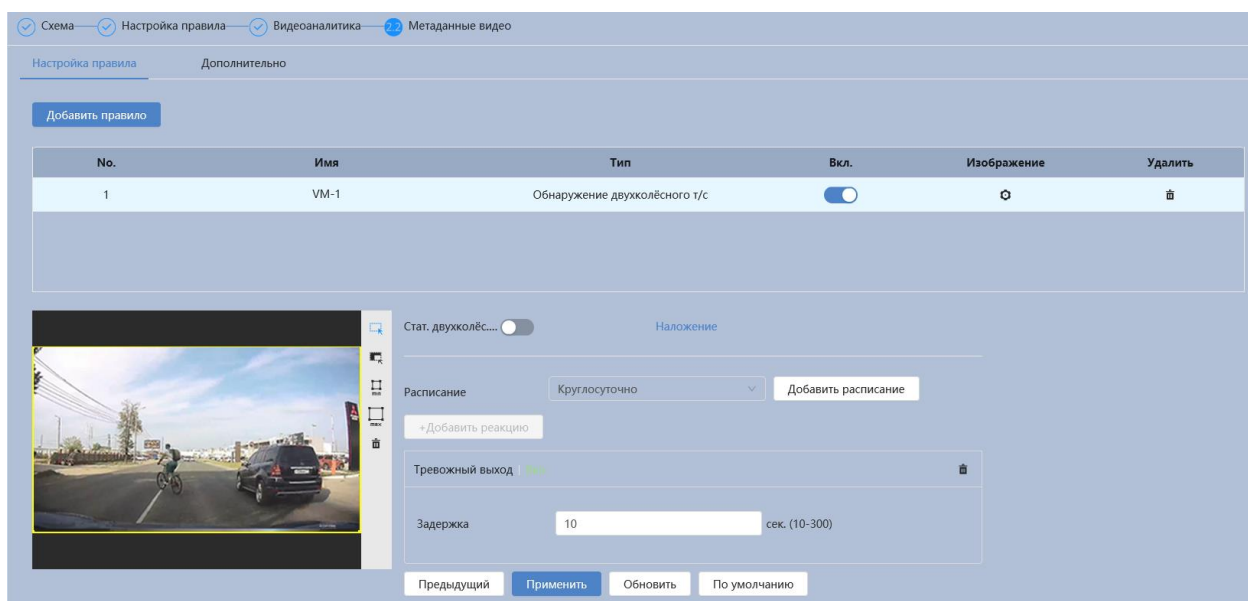 Схема Настройка правила Видеоаналитика 2.2 Метаданные видео
Настройка правила Дополнительно
Добавить правило
No. Имя Тип Вкл. Изображение Удалить
1 VM-1 Обнаружение двухколёсного т/с
Стат. двухколёс.... Наложение
min
Расписание Круглосуточно Добавить расписание
max
+Добавить реакцию
Тревожный выход |
Задержка 10 сек. (10-300)
Предыдущий Применить Обновить По умолчанию